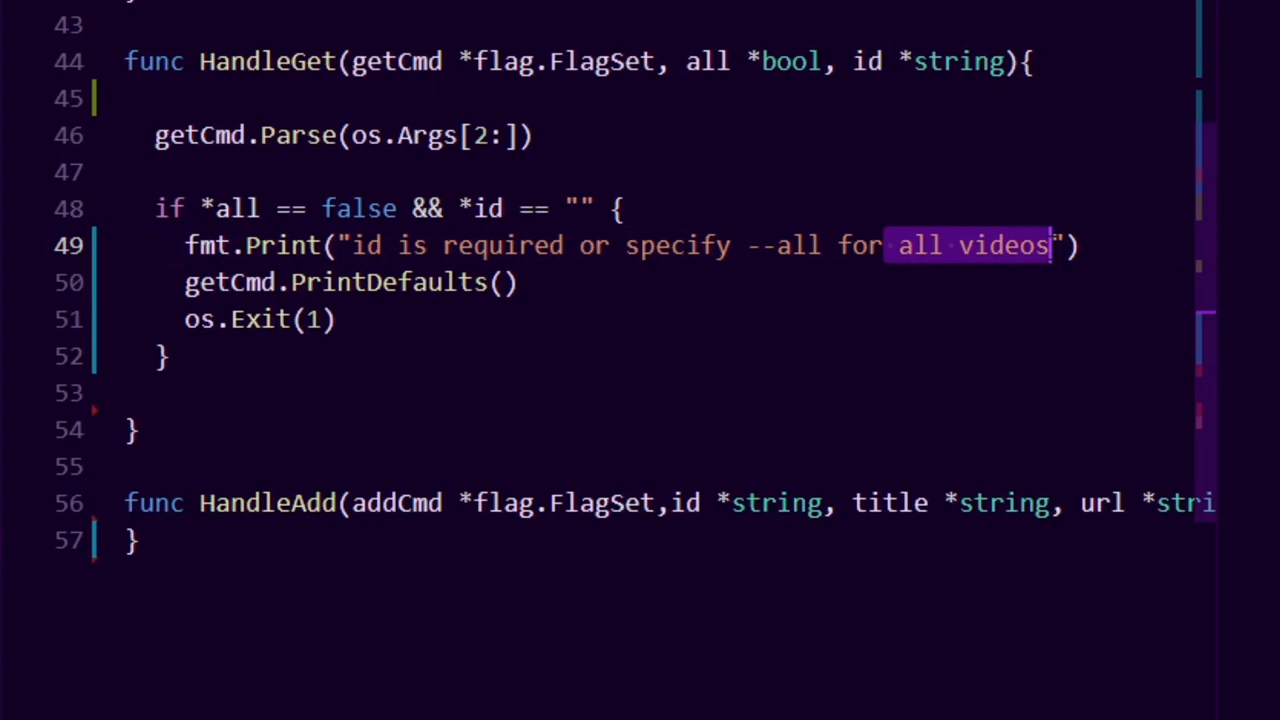 43
44 func HandleGet(getCmd *flag.FlagSet, all *bool, id *string){
45
46 getCmd.Parse(os.Args[2:])
47
48 if *all == false && *id == "" {
49 fmt.Print("id is required or specify --all for all videos")
50 getCmd.PrintDefaults()
51 os.Exit(1)
52 }
53
54 }
55
56 func HandleAdd(addCmd *flag.FlagSet,id *string, title *string, url *stri
57 }